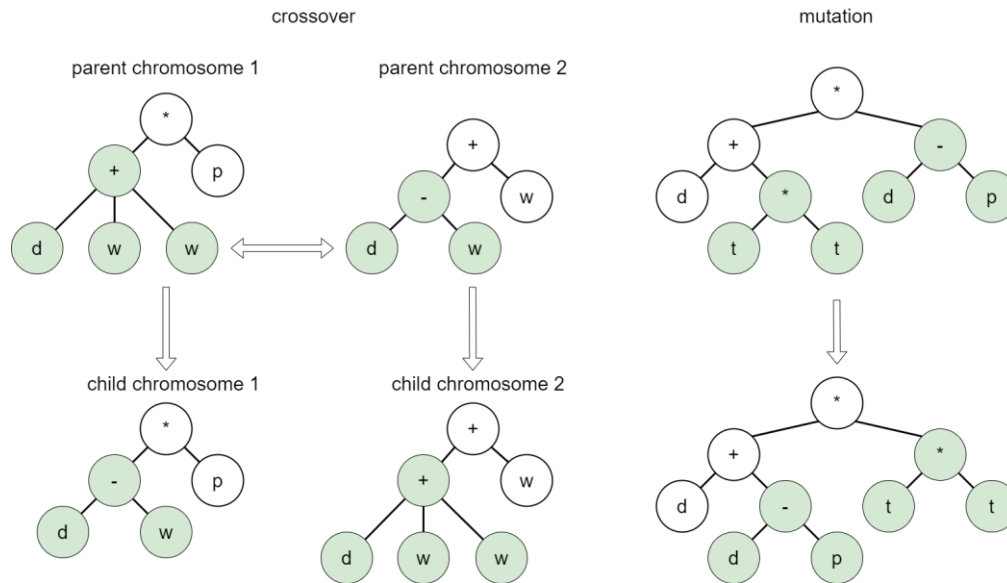 crossover
mutation
parent chromosome 1
parent chromosome 2
*
+
p
d
w
w
+
-
w
d
w
*
+
-
d
*
d
p
t
t
child chromosome 1
child chromosome 2
*
-
p
d
w
+
+
w
d
w
w
*
+
*
d
-
t
t
d
p